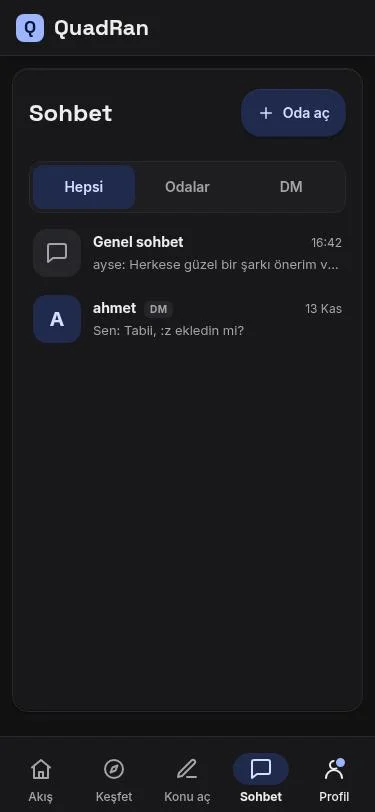 Q QuadRan
Sohbet
Oda aç
Hepsi Odalar DM
Genel sohbet 16:42
ayse: Herkese güzel bir şarkı önerim v...
A ahmet DM 13 Kas
Sen: Tabii, :z ekledin mi?
Akış Keşfet Konu aç Sohbet Profil